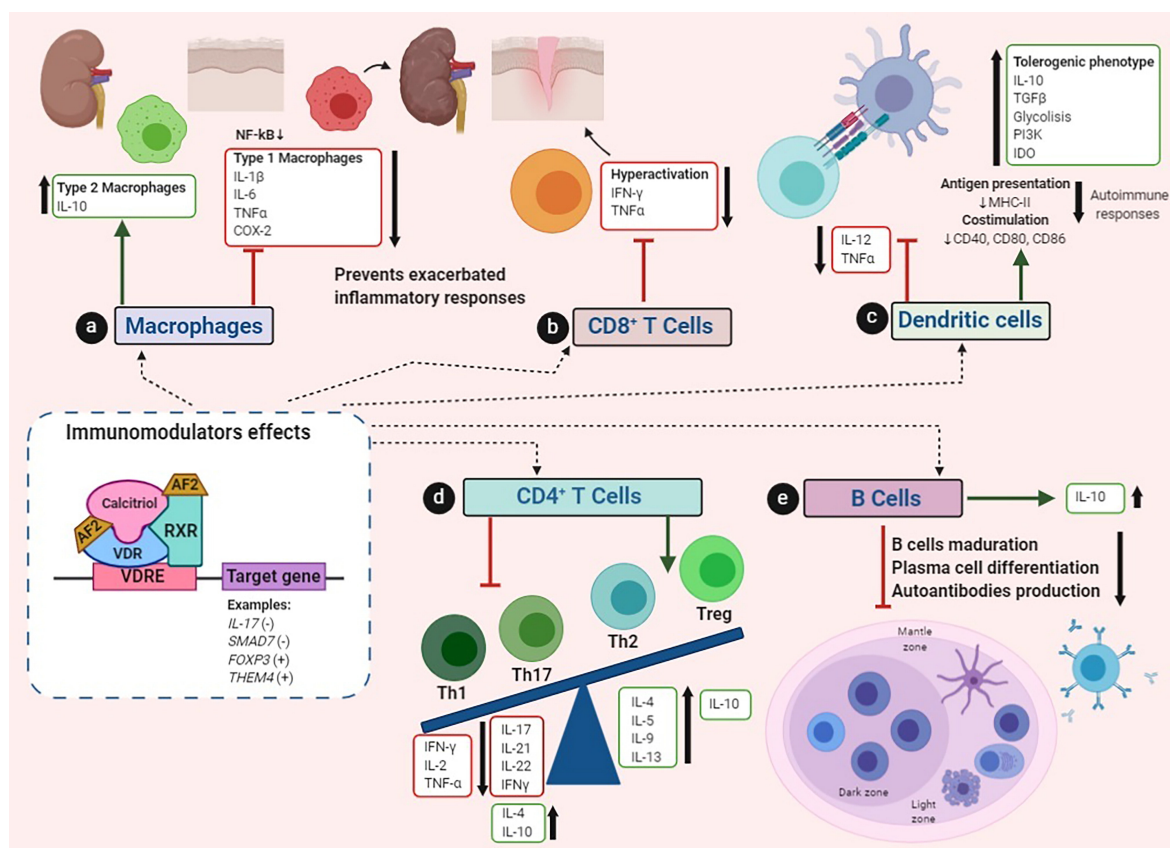 NF-kB↓
Type 1 Macrophages
IL-1β
IL-6
TNFα
COX-2
Type 2 Macrophages
IL-10
Prevents exacerbated
inflammatory responses
a
Macrophages
Hyperactivation
IFN-γ
TNFα
b
CD8⁺ T Cells
Tolerogenic phenotype
IL-10
TGFβ
Glycolisis
PI3K
IDO
Antigen presentation
↓MHC-II
Costimulation
↓CD40, CD80, CD86
Autoimmune
responses
IL-12
TNFα
c
Dendritic cells
Immunomodulators effects
AF2
Calcitriol
RXR
AF2
VDR
VDRE
Target gene
Examples:
IL-17 (-)
SMAD7 (-)
FOXP3 (+)
THEM4 (+)
d
CD4⁺ T Cells
Th1
Th17
Th2
Treg
IFN-γ
IL-2
TNF-α
IL-17
IL-21
IL-22
IFNγ
IL-4
IL-10
IL-4
IL-5
IL-9
IL-13
IL-10
e
B Cells
IL-10
B cells maduration
Plasma cell differentiation
Autoantibodies production
Mantle
zone
Dark zone
Light
zone